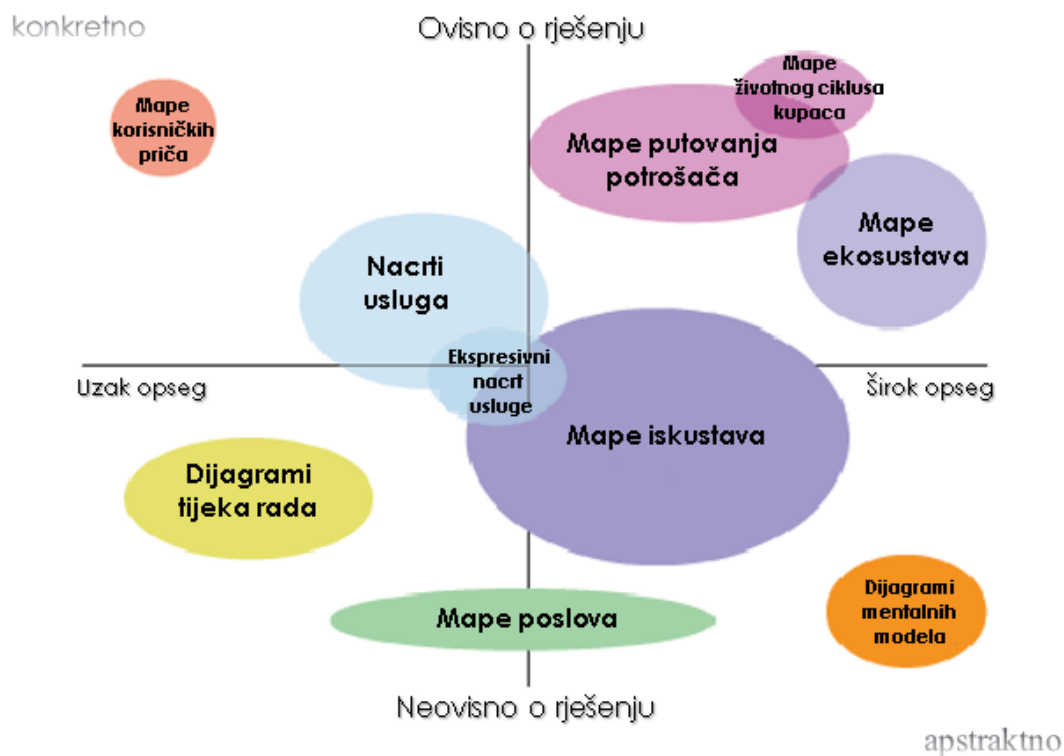 konkretno
Ovisno o rješenju
Mape
životnog ciklusa
kupaca
Mape
korisničkih
priča
Mape putovanja
potrošača
Mape
ekosustava
Nacrti
usluga
Ekspresivni
nacrt
usluge
Uzak opseg
Širok opseg
Mape iskustava
Dijagrami
tijeka rada
Mape poslova
Dijagrami
mentalnih
modela
Neovisno o rješenju
apstraktno